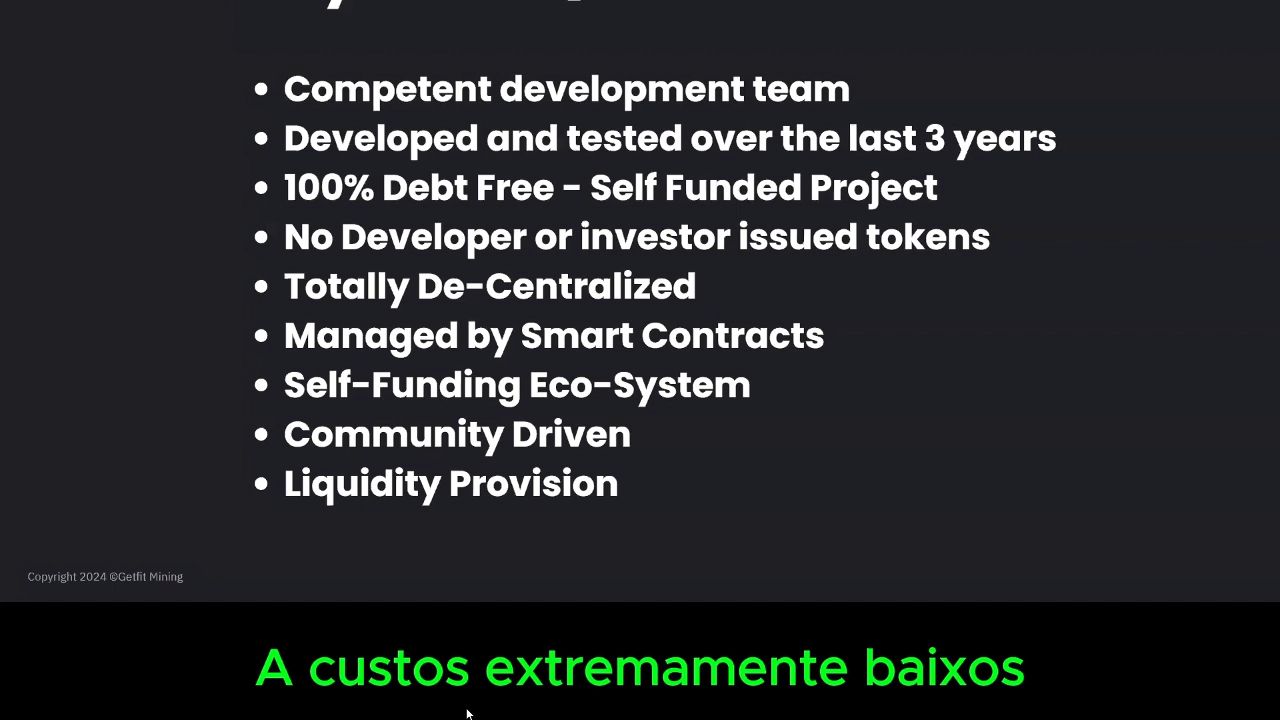 • Competent development team
• Developed and tested over the last 3 years
• 100% Debt Free - Self Funded Project
• No Developer or investor issued tokens
• Totally De-Centralized
• Managed by Smart Contracts
• Self-Funding Eco-System
• Community Driven
• Liquidity Provision
Copyright 2024 ©Getfit Mining
A custos extremamente baixos